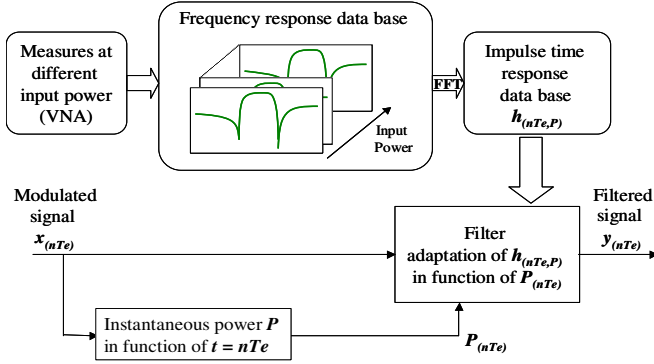 Frequency response data base
Measures at
different
input power
(VNA)
Input
Power
FFT
Impulse time
response
data base
h(nTe,P)
Modulated
signal
x(nTe)
Filter
adaptation of h(nTe,P)
in function of P(nTe)
Filtered
signal
y(nTe)
Instantaneous power P
in function of t = nTe
P(nTe)